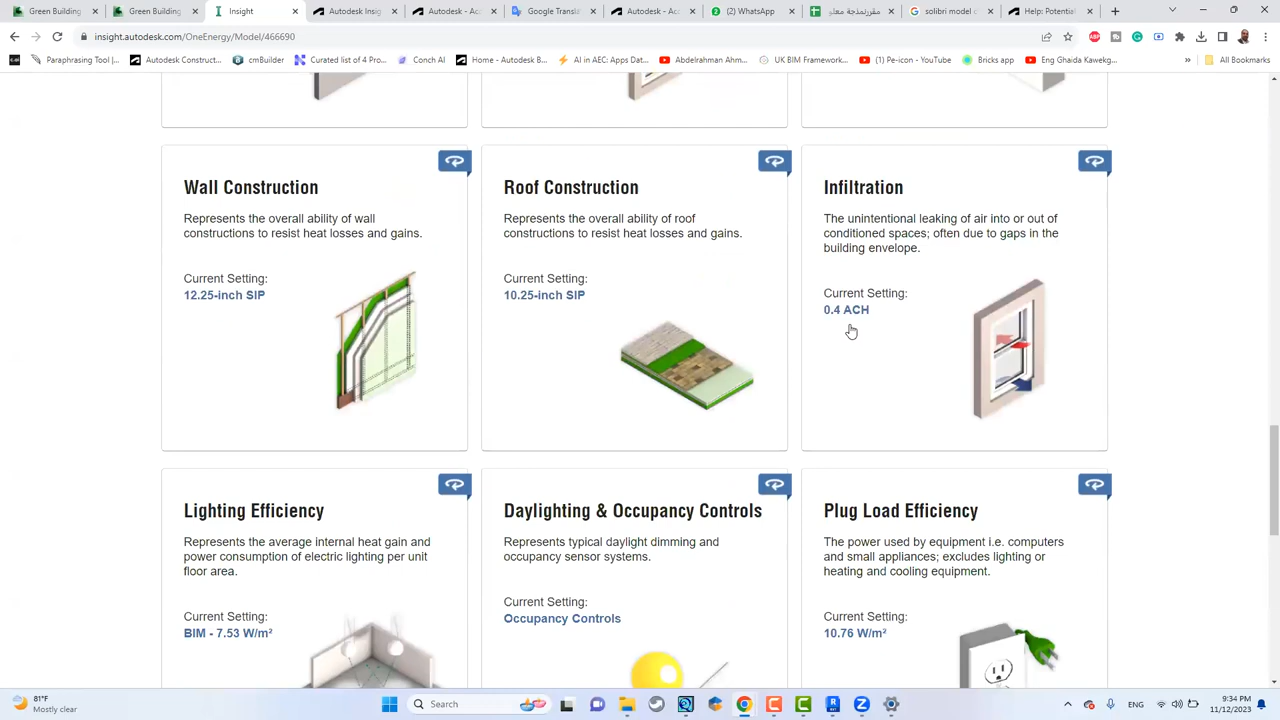 Green Building
Green Building
Insight
Autodesk Insig
Autodesk - Ac
Google Transl
Autodesk - Ac
(2) WhatsApp
مقررنمذجة معلو
solibri model c
Help: Potentia
insight.autodesk.com/OneEnergy/Model/466690
Paraphrasing Tool |...
Autodesk Construct...
cmBuilder
Curated list of 4 Pro...
Conch AI
Home - Autodesk B...
AI in AEC: Apps Dat...
Abdelrahman Ahm...
UK BIM Framework...
(1) Pe-icon - YouTube
Bricks app
Eng Ghaida Kawekg...
»
All Bookmarks
Wall Construction
Represents the overall ability of wall
constructions to resist heat losses and gains.
Current Setting:
12.25-inch SIP
Roof Construction
Represents the overall ability of roof
constructions to resist heat losses and gains.
Current Setting:
10.25-inch SIP
Infiltration
The unintentional leaking of air into or out of
conditioned spaces; often due to gaps in the
building envelope.
Current Setting:
0.4 ACH
Lighting Efficiency
Represents the average internal heat gain and
power consumption of electric lighting per unit
floor area.
Current Setting:
BIM - 7.53 W/m²
Daylighting & Occupancy Controls
Represents typical daylight dimming and
occupancy sensor systems.
Current Setting:
Occupancy Controls
Plug Load Efficiency
The power used by equipment i.e. computers
and small appliances; excludes lighting or
heating and cooling equipment.
Current Setting:
10.76 W/m²
81°F
Mostly clear
Search
ENG
9:34 PM
11/12/2023